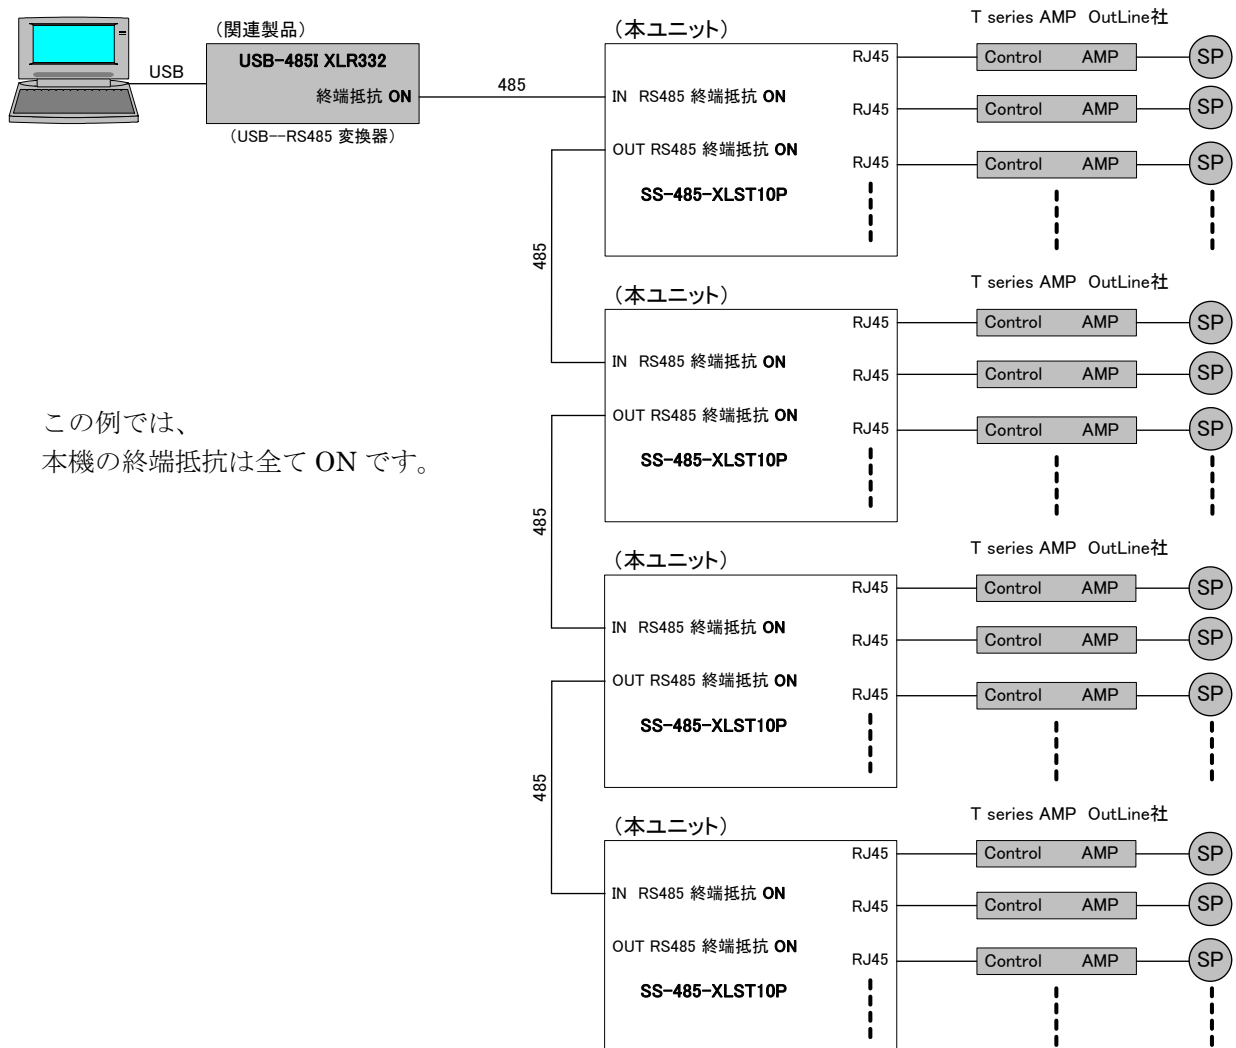 T series AMP OutLine社
(関連製品)
(本ユニット)
USB-485I XLR332
USB
終端抵抗 ON
(USB--RS485 変換器)
485
RJ45
Control AMP
SP
IN RS485 終端抵抗 ON
RJ45
Control AMP
SP
OUT RS485 終端抵抗 ON
RJ45
Control AMP
SP
SS-485-XLST10P
485
T series AMP OutLine社
(本ユニット)
RJ45
Control AMP
SP
IN RS485 終端抵抗 ON
RJ45
Control AMP
SP
OUT RS485 終端抵抗 ON
RJ45
Control AMP
SP
SS-485-XLST10P
この例では、
本機の終端抵抗は全て ON です。
485
T series AMP OutLine社
(本ユニット)
RJ45
Control AMP
SP
IN RS485 終端抵抗 ON
RJ45
Control AMP
SP
OUT RS485 終端抵抗 ON
RJ45
Control AMP
SP
SS-485-XLST10P
485
T series AMP OutLine社
(本ユニット)
RJ45
Control AMP
SP
IN RS485 終端抵抗 ON
RJ45
Control AMP
SP
OUT RS485 終端抵抗 ON
RJ45
Control AMP
SP
SS-485-XLST10P